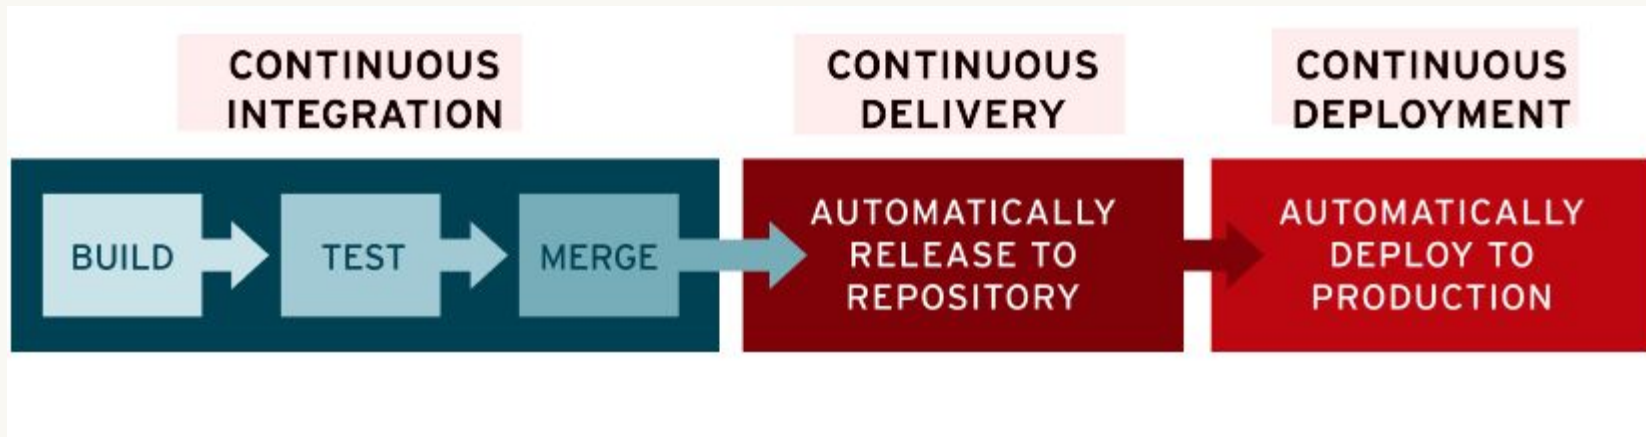 CONTINUOUS
INTEGRATION
CONTINUOUS
DELIVERY
CONTINUOUS
DEPLOYMENT
BUILD
TEST
MERGE
AUTOMATICALLY
RELEASE TO
REPOSITORY
AUTOMATICALLY
DEPLOY TO
PRODUCTION